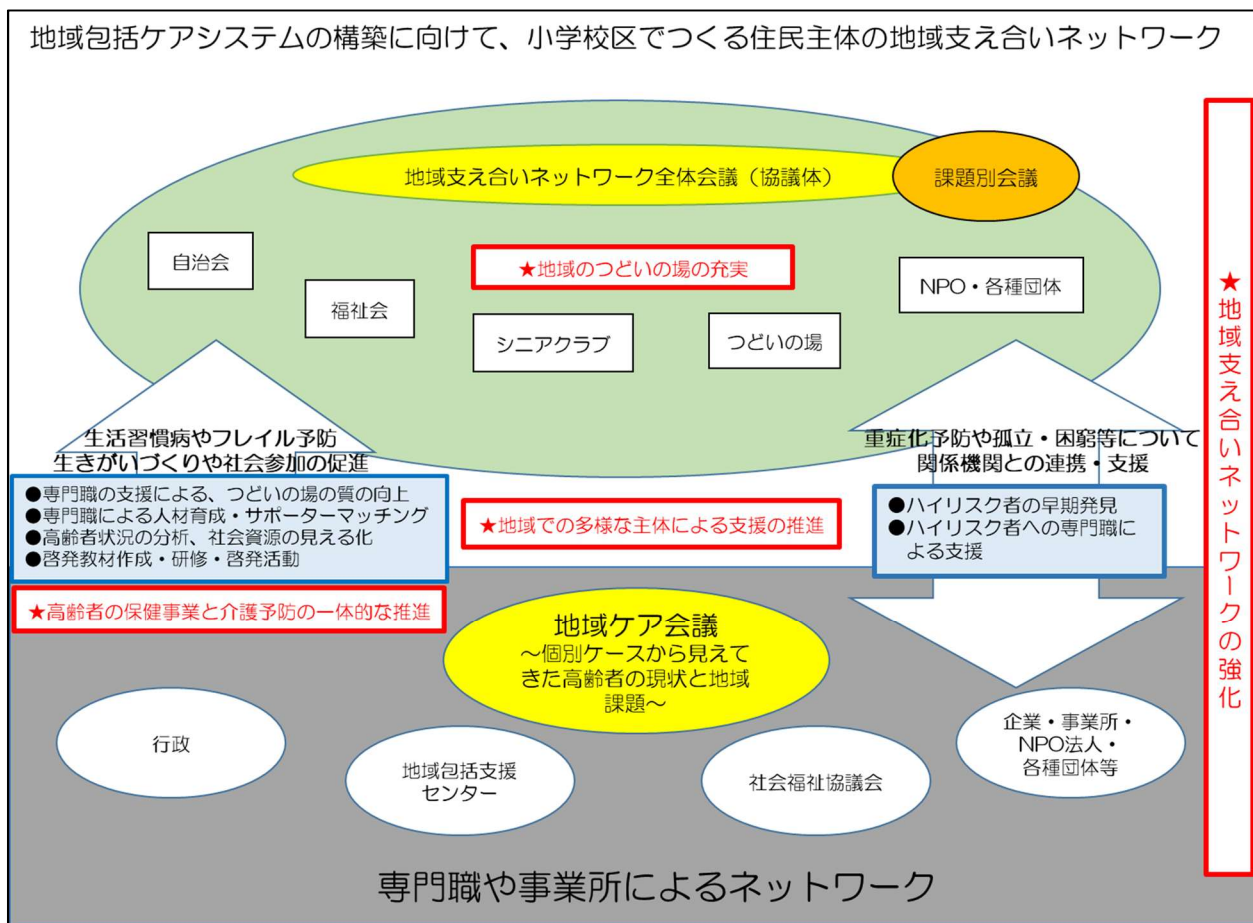 地域包括ケアシステムの構築に向けて、小学校区でつくる住民主体の地域支え合いネットワーク
地域支え合いネットワーク全体会議（協議体）
課題別会議
自治会
★地域のつどいの場の充実
NPO・各種団体
福祉会
シニアクラブ
つどいの場
★地域支え合いネットワークの強化
生活習慣病やフレイル予防
生きがいづくりや社会参加の促進
重症化予防や孤立・困窮等について
関係機関との連携・支援
●専門職の支援による、つどいの場の質の向上
●専門職による人材育成・サポーターマッチング
●高齢者状況の分析、社会資源の見える化
●啓発教材作成・研修・啓発活動
★地域での多様な主体による支援の推進
●ハイリスク者の早期発見
●ハイリスク者への専門職に
よる支援
★高齢者の保健事業と介護予防の一体的な推進
地域ケア会議
～個別ケースから見えて
きた高齢者の現状と地域
課題～
行政
地域包括支援
センター
社会福祉協議会
企業・事業所・
NPO法人・
各種団体等
専門職や事業所によるネットワーク